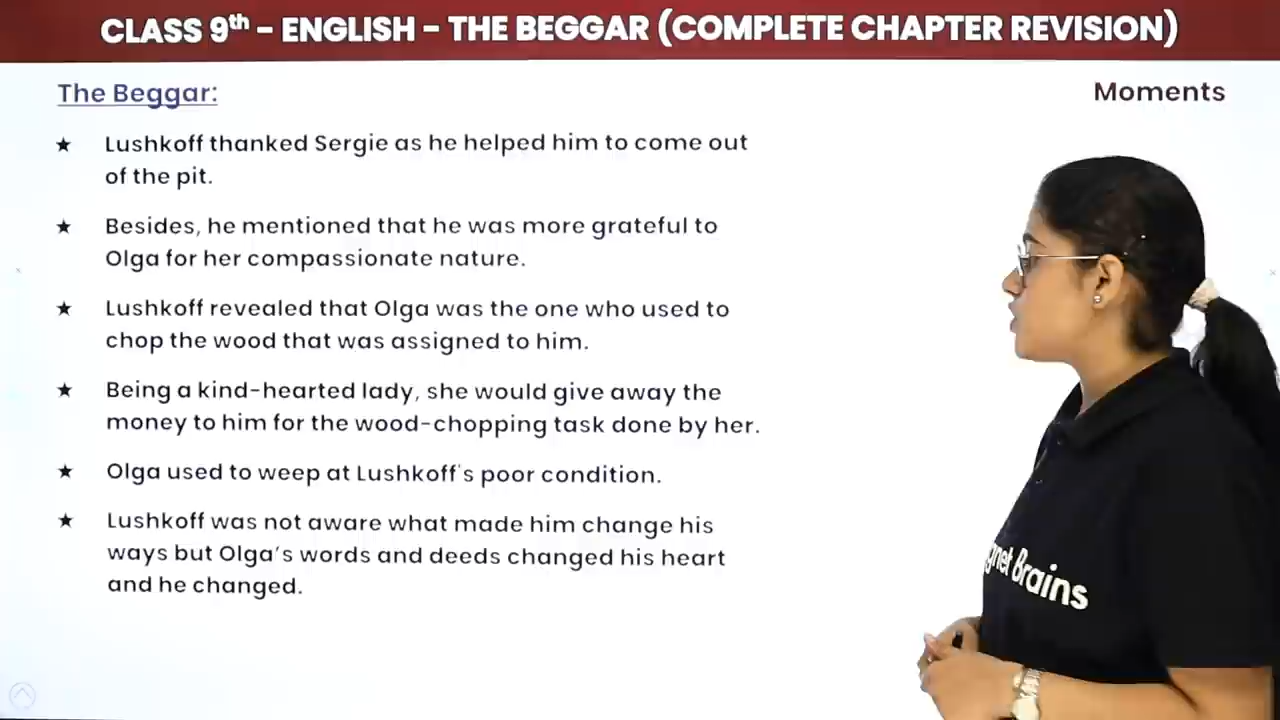 CLASS 9th – ENGLISH – THE BEGGAR (COMPLETE CHAPTER REVISION)
The Beggar:
Moments
★ Lushkoff thanked Sergie as he helped him to come out
of the pit.
★ Besides, he mentioned that he was more grateful to
Olga for her compassionate nature.
★ Lushkoff revealed that Olga was the one who used to
chop the wood that was assigned to him.
★ Being a kind-hearted lady, she would give away the
money to him for the wood-chopping task done by her.
★ Olga used to weep at Lushkoff's poor condition.
★ Lushkoff was not aware what made him change his
ways but Olga's words and deeds changed his heart
and he changed.
gnet Brains